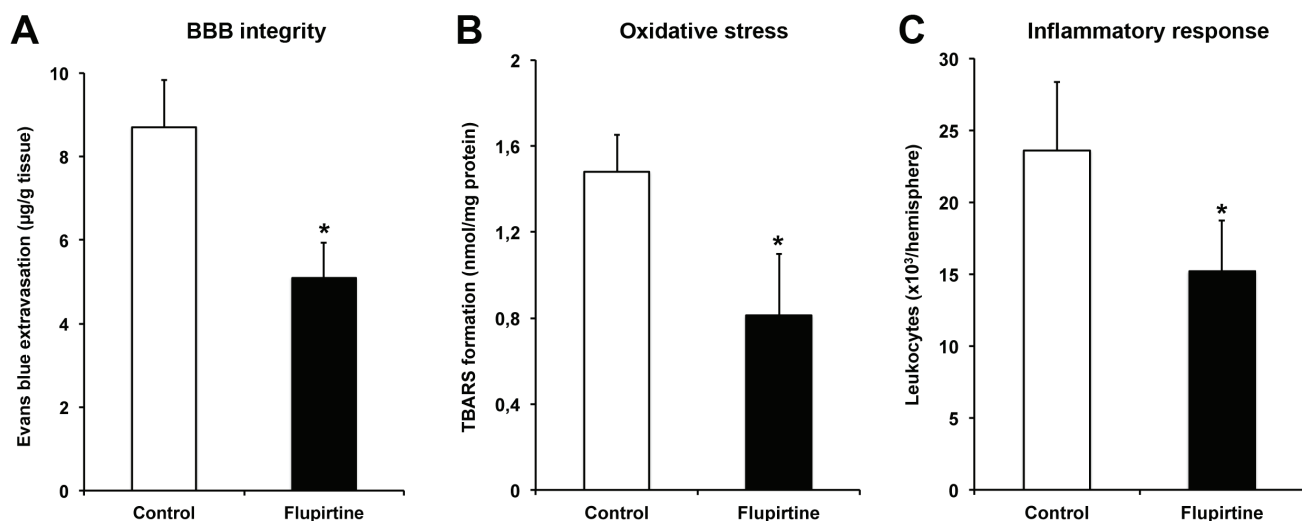 A
BBB integrity
Evans blue extravasation (µg/g tissue)
10
8
6
4
2
0
*
Control
Flupirtine
B
Oxidative stress
TBARS formation (nmol/mg protein)
2
1,6
1,2
0,8
0,4
0
*
Control
Flupirtine
C
Inflammatory response
Leukocytes (x10³/hemisphere)
30
25
20
15
10
5
0
*
Control
Flupirtine